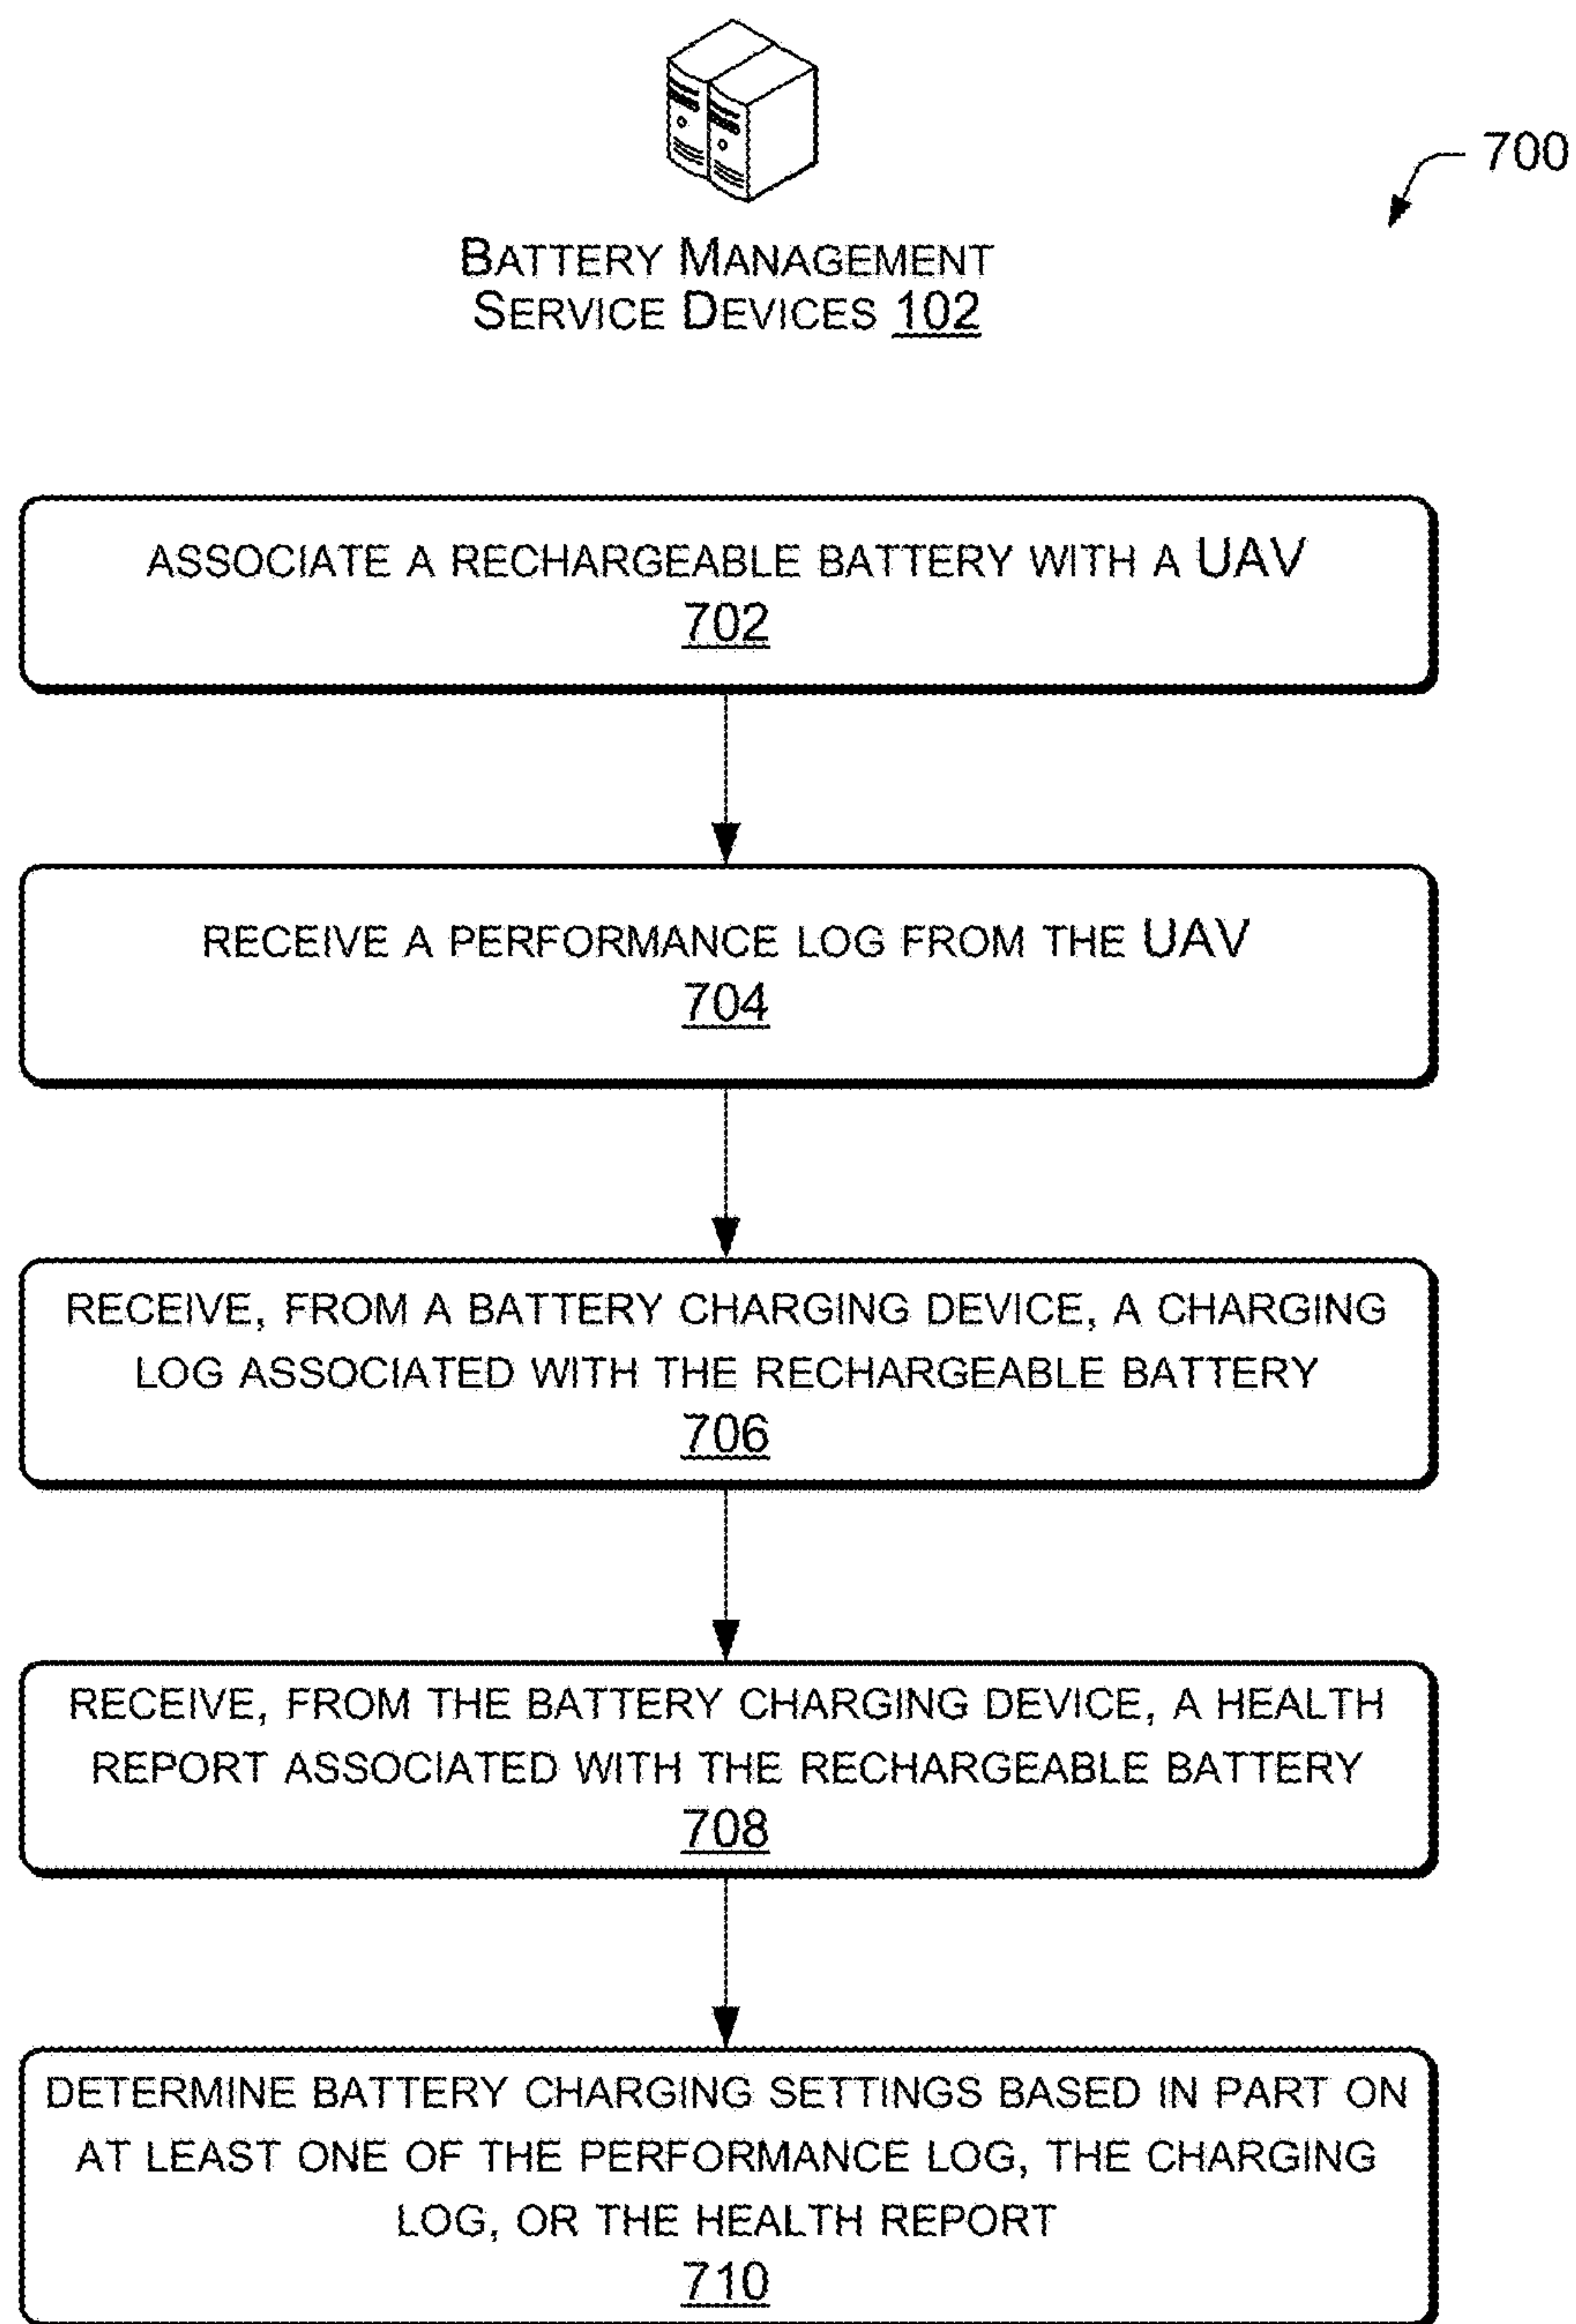 700
BATTERY MANAGEMENT
SERVICE DEVICES 102
ASSOCIATE A RECHARGEABLE BATTERY WITH A UAV
702
RECEIVE A PERFORMANCE LOG FROM THE UAV
704
RECEIVE, FROM A BATTERY CHARGING DEVICE, A CHARGING
LOG ASSOCIATED WITH THE RECHARGEABLE BATTERY
706
RECEIVE, FROM THE BATTERY CHARGING DEVICE, A HEALTH
REPORT ASSOCIATED WITH THE RECHARGEABLE BATTERY
708
DETERMINE BATTERY CHARGING SETTINGS BASED IN PART ON
AT LEAST ONE OF THE PERFORMANCE LOG, THE CHARGING
LOG, OR THE HEALTH REPORT
710